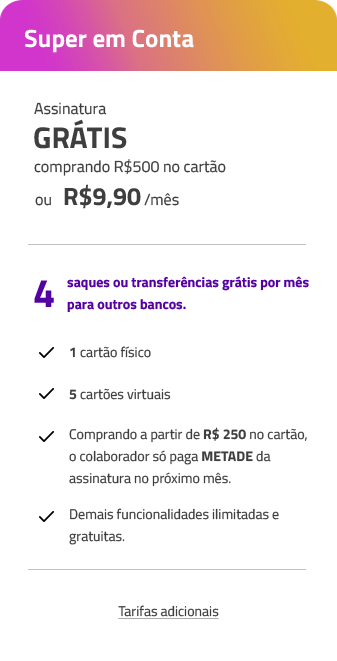 Super em Conta
Assinatura
GRÁTIS
comprando R$500 no cartão
ou R$9,90 /mês
4 saques ou transferências grátis por mês
para outros bancos.
1 cartão físico
5 cartões virtuais
Comprando a partir de R$ 250 no cartão,
o colaborador só paga METADE da
assinatura no próximo mês.
Demais funcionalidades ilimitadas e
gratuitas.
Tarifas adicionais